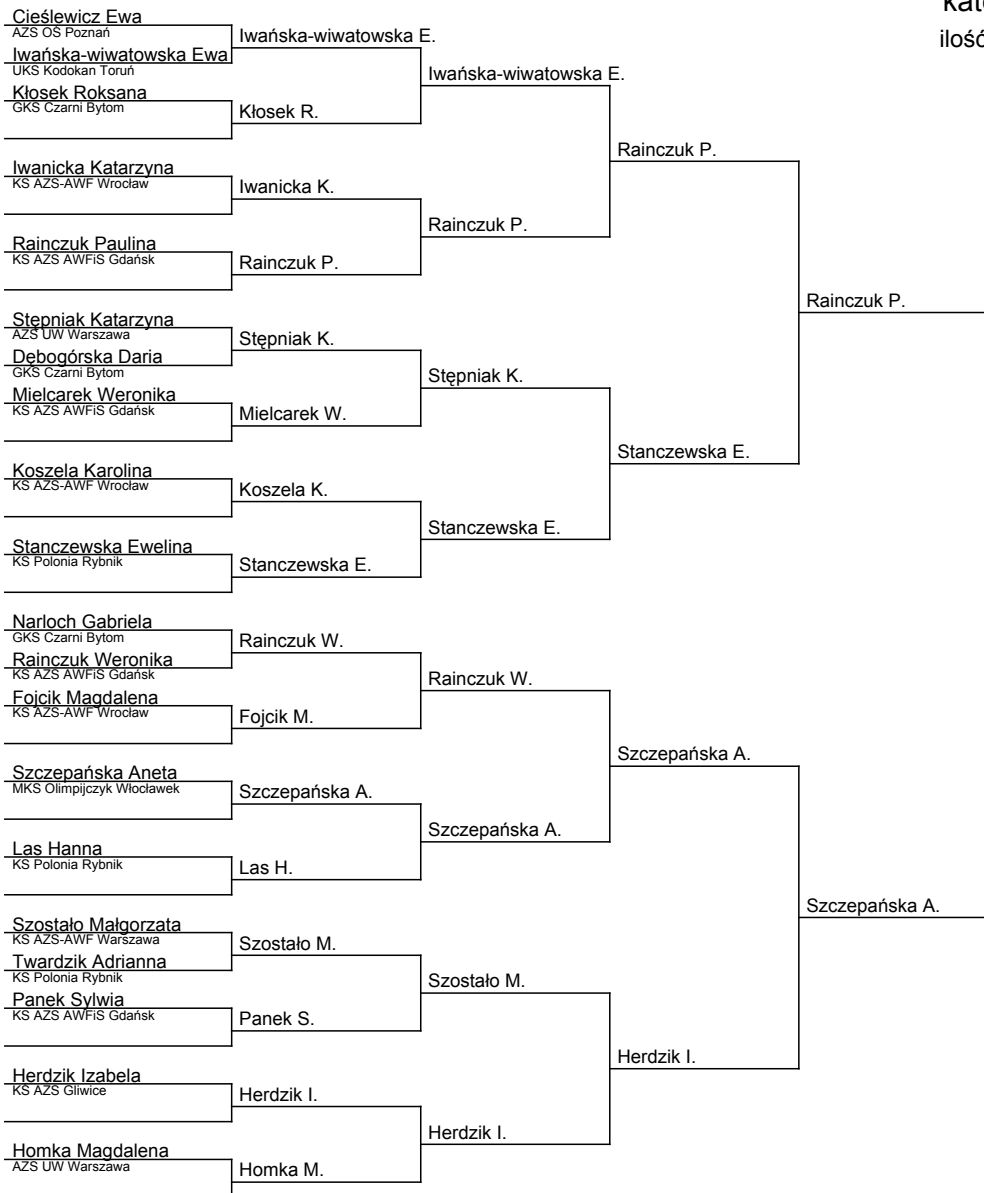 kate
ilość
Cieślewicz Ewa
AZS OŚ Poznań
Iwańska-wiwatowska Ewa
UKS Kodokan Toruń
Kłosek Roksana
GKS Czarni Bytom
Iwanicka Katarzyna
KS AZS-AWF Wrocław
Rainczuk Paulina
KS AZS AWFiS Gdańsk
Stępniak Katarzyna
AZS UW Warszawa
Dębogórska Daria
GKS Czarni Bytom
Mielcarek Weronika
KS AZS AWFiS Gdańsk
Koszela Karolina
KS AZS-AWF Wrocław
Stanczewska Ewelina
KS Polonia Rybnik
Narloch Gabriela
GKS Czarni Bytom
Rainczuk Weronika
KS AZS AWFiS Gdańsk
Fojcik Magdalena
KS AZS-AWF Wrocław
Szczepańska Aneta
MKS Olimpijczyk Włocławek
Las Hanna
KS Polonia Rybnik
Szostało Małgorzata
KS AZS-AWF Warszawa
Twardzik Adrianna
KS Polonia Rybnik
Panek Sylwia
KS AZS AWFiS Gdańsk
Herdzik Izabela
KS AZS Gliwice
Homka Magdalena
AZS UW Warszawa
Iwańska-wiwatowska E.
Kłosek R.
Iwanicka K.
Rainczuk P.
Stępniak K.
Mielcarek W.
Koszela K.
Stanczewska E.
Rainczuk W.
Fojcik M.
Szczepańska A.
Las H.
Szostało M.
Panek S.
Herdzik I.
Homka M.
Iwańska-wiwatowska E.
Rainczuk P.
Stępniak K.
Stanczewska E.
Rainczuk W.
Szczepańska A.
Szostało M.
Herdzik I.
Rainczuk P.
Stanczewska E.
Szczepańska A.
Herdzik I.
Rainczuk P.
Szczepańska A.